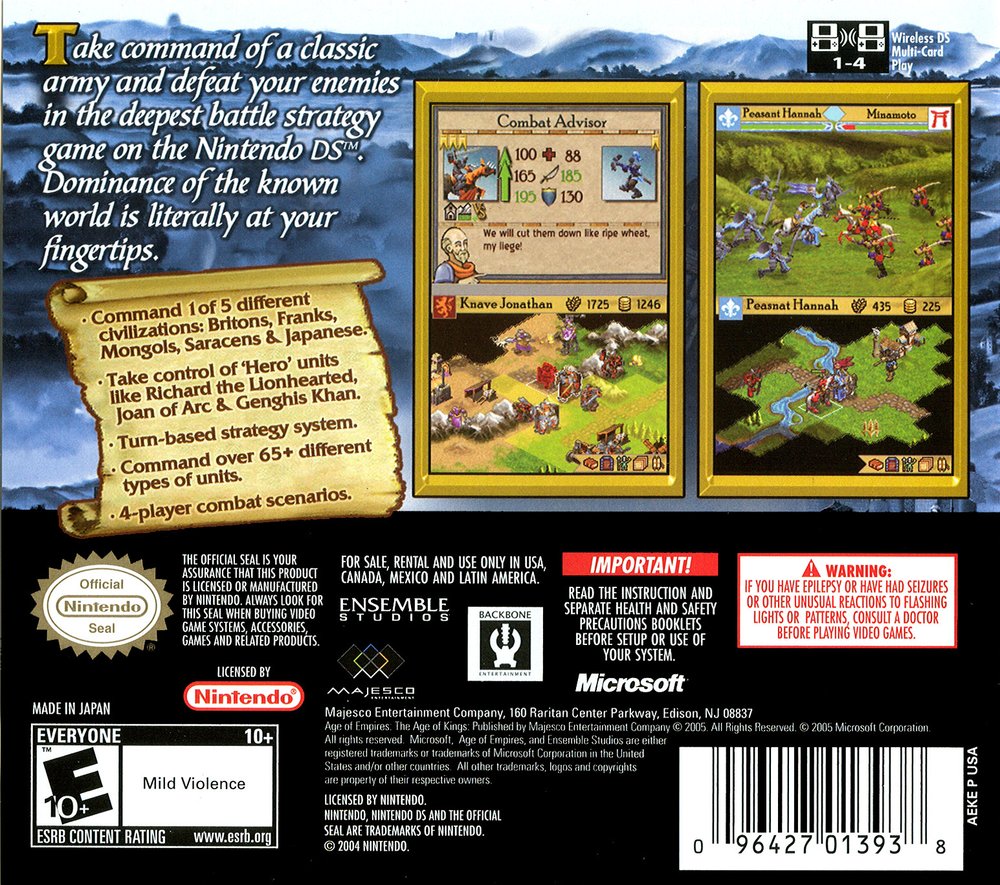 Take command of a classic
army and defeat your enemies
in the deepest battle strategy
game on the Nintendo DS™.
Dominance of the known
world is literally at your
fingertips.
· Command 1 of 5 different
civilizations: Britons, Franks,
Mongols, Saracens & Japanese.
· Take control of 'Hero' units
like Richard the Lionhearted,
Joan of Arc & Genghis Khan.
· Turn-based strategy system.
· Command over 65+ different
types of units.
· 4-player combat scenarios.
1-4
Wireless DS
Multi-Card
Play
Combat Advisor
100 88
165 185
195 130
VS
We will cut them down like ripe wheat,
my liege!
Knave Jonathan 1725 1246
Peasant Hannah Minamoto
Peasnat Hannah 435 225
Official
Nintendo
Seal
®
THE OFFICIAL SEAL IS YOUR
ASSURANCE THAT THIS PRODUCT
IS LICENSED OR MANUFACTURED
BY NINTENDO. ALWAYS LOOK FOR
THIS SEAL WHEN BUYING VIDEO
GAME SYSTEMS, ACCESSORIES,
GAMES AND RELATED PRODUCTS.
LICENSED BY
Nintendo®
MADE IN JAPAN
EVERYONE 10+
™
E
10+
Mild Violence
ESRB CONTENT RATING www.esrb.org
FOR SALE, RENTAL AND USE ONLY IN USA,
CANADA, MEXICO AND LATIN AMERICA.
ENSEMBLE
STUDIOS
BACKBONE
ENTERTAINMENT
MAJESCO
ENTERTAINMENT
IMPORTANT!
READ THE INSTRUCTION AND
SEPARATE HEALTH AND SAFETY
PRECAUTIONS BOOKLETS
BEFORE SETUP OR USE OF
YOUR SYSTEM.
Microsoft®
WARNING:
IF YOU HAVE EPILEPSY OR HAVE HAD SEIZURES
OR OTHER UNUSUAL REACTIONS TO FLASHING
LIGHTS OR PATTERNS, CONSULT A DOCTOR
BEFORE PLAYING VIDEO GAMES.
Majesco Entertainment Company, 160 Raritan Center Parkway, Edison, NJ 08837
Age of Empires: The Age of Kings: Published by Majesco Entertainment Company © 2005. All Rights Reserved. © 2005 Microsoft Corporation.
All rights reserved. Microsoft, Age of Empires, and Ensemble Studios are either
registered trademarks or trademarks of Microsoft Corporation in the United
States and/or other countries. All other trademarks, logos and copyrights
are property of their respective owners.
LICENSED BY NINTENDO.
NINTENDO, NINTENDO DS AND THE OFFICIAL
SEAL ARE TRADEMARKS OF NINTENDO.
© 2004 NINTENDO.
0 96427 01393 8
AEKE P USA